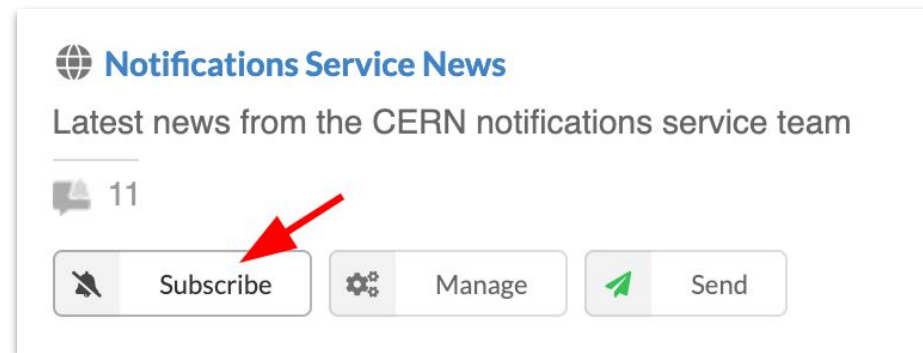 Notifications Service News
Latest news from the CERN notifications service team
11
Subscribe Manage Send